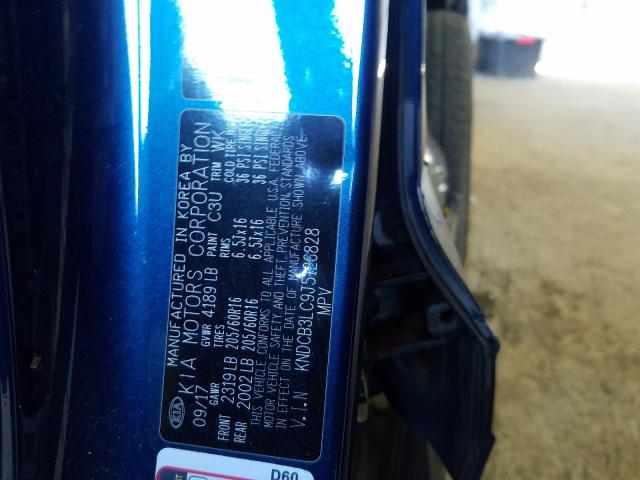 MANUFACTURED IN KOREA BY
KIA KIA MOTORS CORPORATION
09/17 GVWR 4189 LB PAINT C3U TRIM WK
GAWR TIRES RIMS COLD TIRE
FRONT 2319 LB 205/60R16 6.5Jx16 36 PSI
REAR 2002 LB 205/60R16 6.5Jx16 36 PSI
THIS VEHICLE CONFORMS TO ALL APPLICABLE U.S.A. FEDERAL
MOTOR VEHICLE SAFETY AND THEFT PREVENTION STANDARDS
IN EFFECT ON THE DATE OF MANUFACTURE SHOWN ABOVE.
V.I.N
MPV
D60